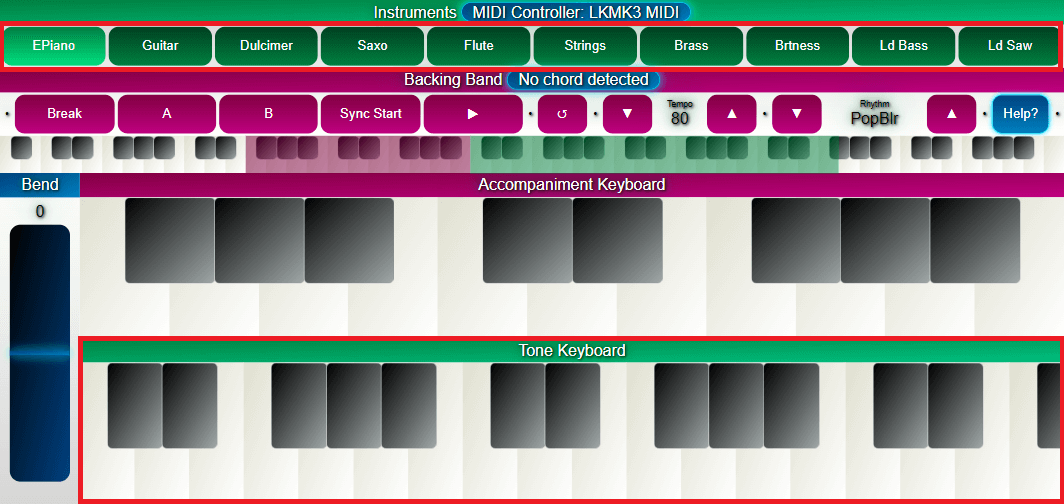 Instruments MIDI Controller: LKMK3 MIDI
EPiano Guitar Dulcimer Saxo Flute Strings Brass Brtness Ld Bass Ld Saw
Backing Band No chord detected
Break A B Sync Start ▶ ↺ ▼ Tempo 80 ▲ ▼ Rhythm PopBlr ▲ Help?
Bend Accompaniment Keyboard
0
Tone Keyboard